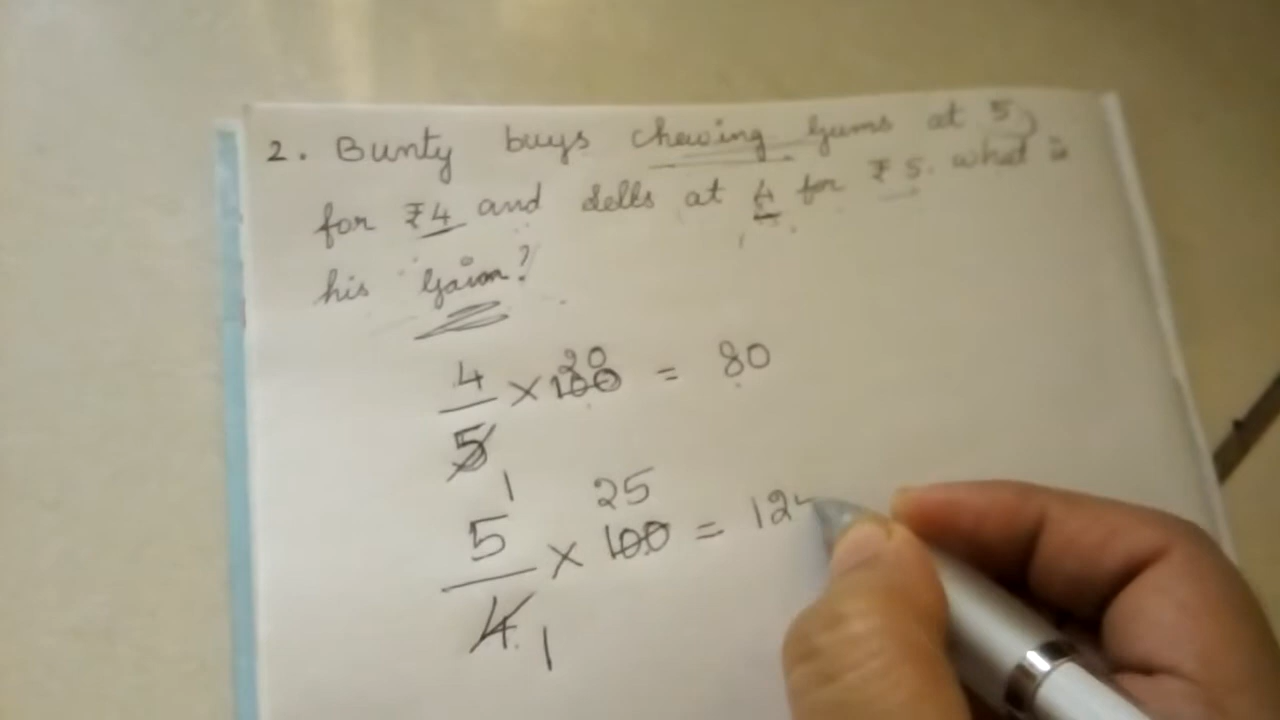 2. Bunty buys chewing gums at 5
for ₹4 and sells at 4 for ₹5. what is
his Gain?
20
4/5 × 100 = 80
1
25
5/4 × 100 = 12
1